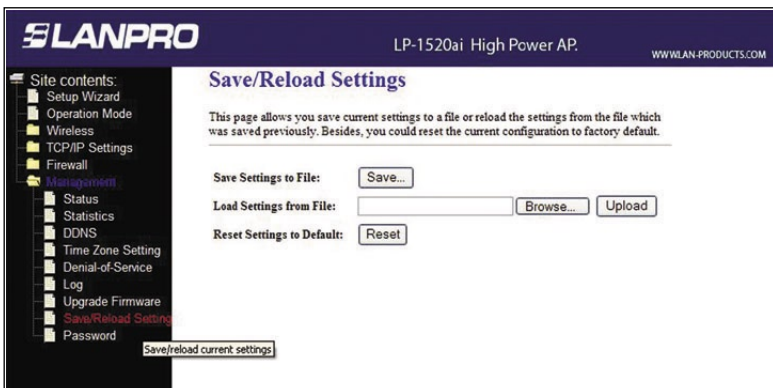 LANPRO
LP-1520ai High Power AP.
WWW.LAN-PRODUCTS.COM
Site contents:
Setup Wizard
Operation Mode
Wireless
TCP/IP Settings
Firewall
Management
Status
Statistics
DDNS
Time Zone Setting
Denial-of-Service
Log
Upgrade Firmware
Save/Reload Setting
Password
Save/reload current settings
Save/Reload Settings
This page allows you save current settings to a file or reload the settings from the file which
was saved previously. Besides, you could reset the current configuration to factory default.
Save Settings to File: Save...
Load Settings from File: Browse... Upload
Reset Settings to Default: Reset